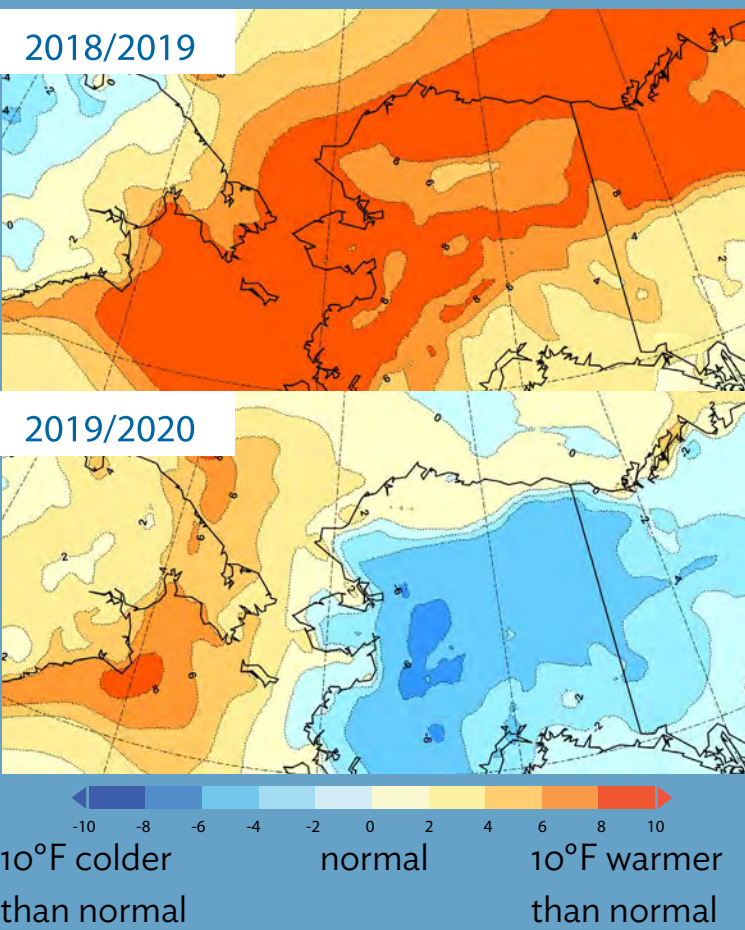 2018/2019
2019/2020
-10 -8 -6 -4 -2 0 2 4 6 8 10
10°F colder normal 10°F warmer
than normal than normal